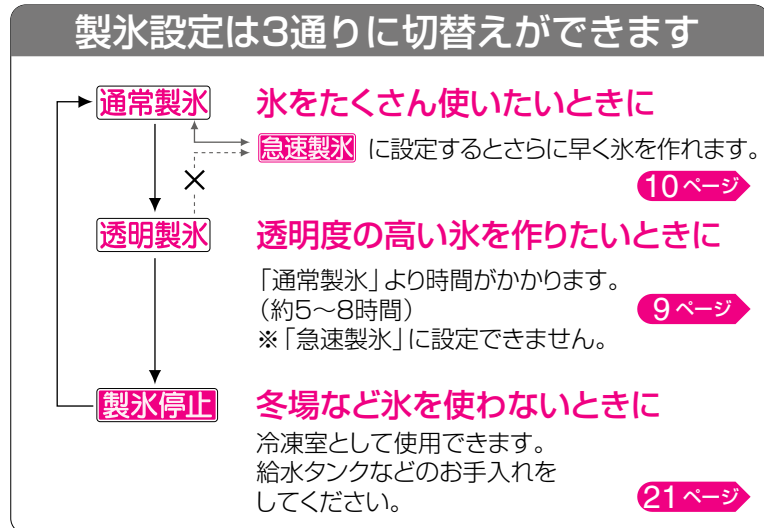 製氷設定は3通りに切替えができます
通常製氷 氷をたくさん使いたいときに
急速製氷 に設定するとさらに早く氷を作れます。
10ページ
透明製氷 透明度の高い氷を作りたいときに
「通常製氷」より時間がかかります。
（約5〜8時間）
9ページ
※「急速製氷」に設定できません。
製氷停止 冬場など氷を使わないときに
冷凍室として使用できます。
給水タンクなどのお手入れを
してください。
21ページ